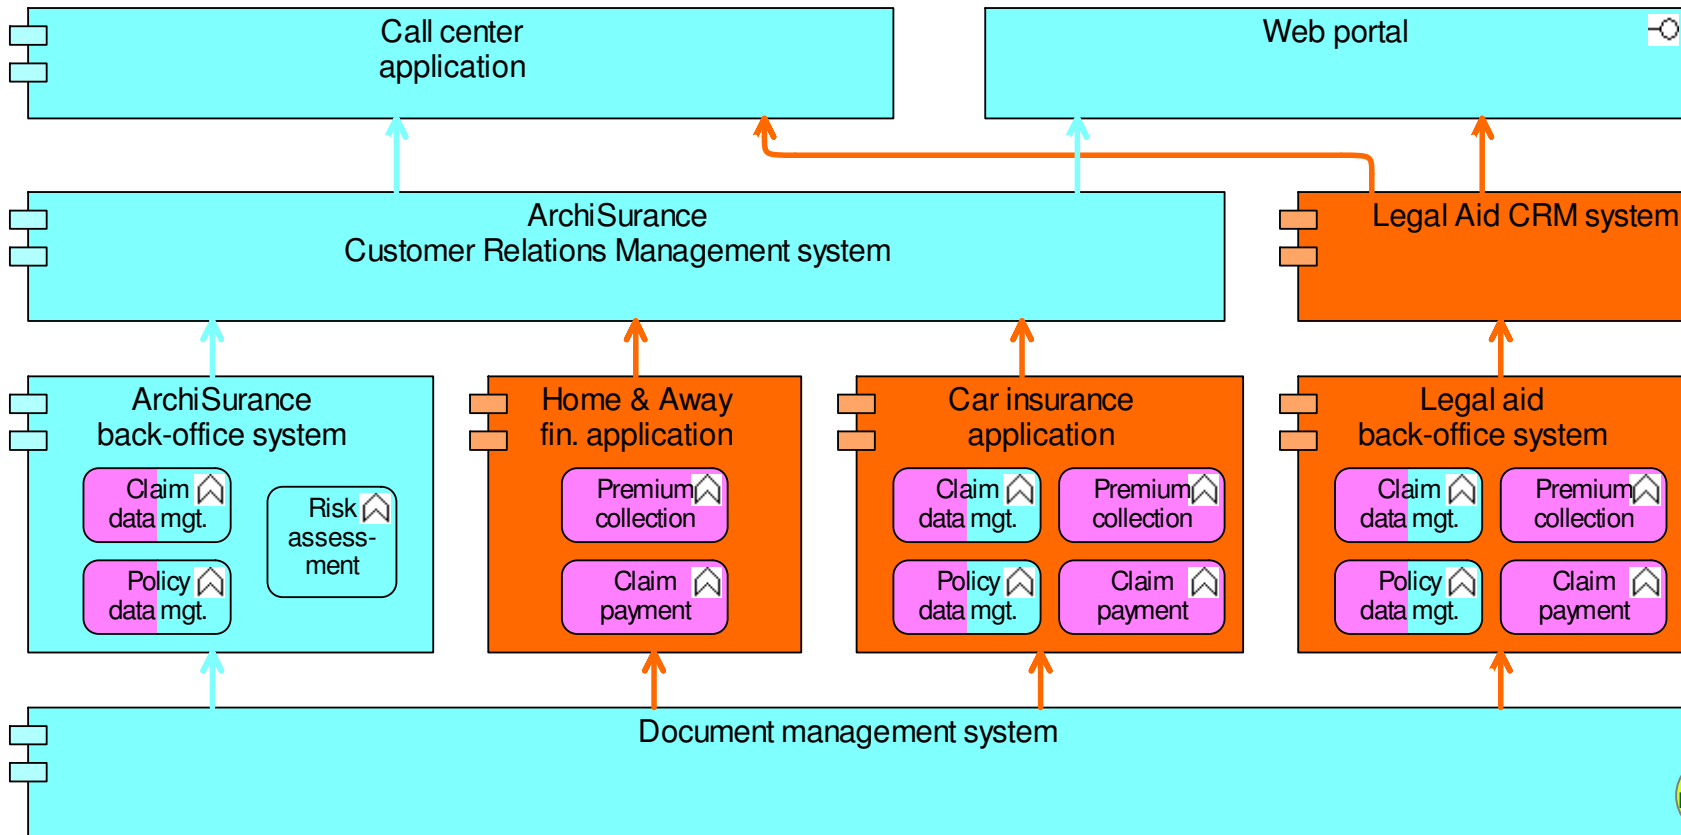 Call center
application
Web portal
ArchiSurance
Customer Relations Management system
Legal Aid CRM system
ArchiSurance
back-office system
Claim
data mgt.
Risk
assess-
ment
Policy
data mgt.
Home & Away
fin. application
Premium
collection
Claim
payment
Car insurance
application
Claim
data mgt.
Premium
collection
Policy
data mgt.
Claim
payment
Legal aid
back-office system
Claim
data mgt.
Premium
collection
Policy
data mgt.
Claim
payment
Document management system